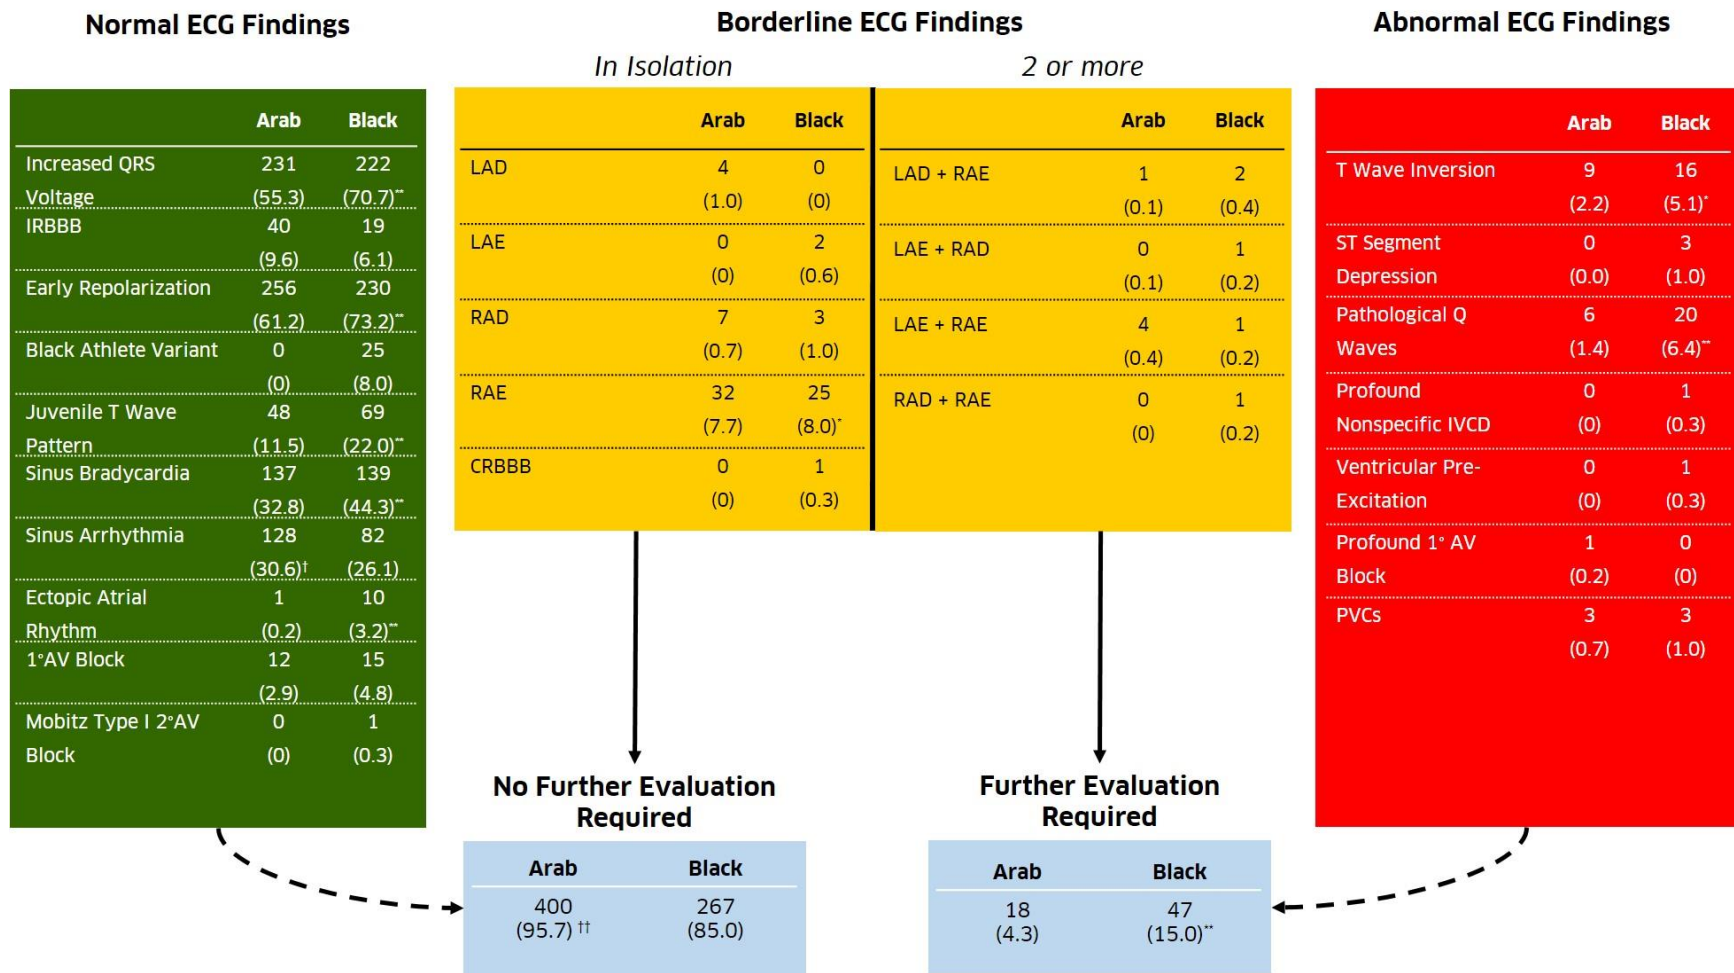 Normal ECG Findings
Borderline ECG Findings
Abnormal ECG Findings
In Isolation
2 or more
Arab Black
Increased QRS 231 222
Voltage (55.3) (70.7)**
IRBBB 40 19
(9.6) (6.1)
Early Repolarization 256 230
(61.2) (73.2)**
Black Athlete Variant 0 25
(0) (8.0)
Juvenile T Wave 48 69
Pattern (11.5) (22.0)**
Sinus Bradycardia 137 139
(32.8) (44.3)**
Sinus Arrhythmia 128 82
(30.6)† (26.1)
Ectopic Atrial 1 10
Rhythm (0.2) (3.2)**
1°AV Block 12 15
(2.9) (4.8)
Mobitz Type I 2°AV 0 1
Block (0) (0.3)
Arab Black
LAD 4 0
(1.0) (0)
LAE 0 2
(0) (0.6)
RAD 7 3
(0.7) (1.0)
RAE 32 25
(7.7) (8.0)*
CRBBB 0 1
(0) (0.3)
Arab Black
LAD + RAE 1 2
(0.1) (0.4)
LAE + RAD 0 1
(0.1) (0.2)
LAE + RAE 4 1
(0.4) (0.2)
RAD + RAE 0 1
(0) (0.2)
Arab Black
T Wave Inversion 9 16
(2.2) (5.1)*
ST Segment 0 3
Depression (0.0) (1.0)
Pathological Q 6 20
Waves (1.4) (6.4)**
Profound 0 1
Nonspecific IVCD (0) (0.3)
Ventricular Pre- 0 1
Excitation (0) (0.3)
Profound 1° AV 1 0
Block (0.2) (0)
PVCs 3 3
(0.7) (1.0)
No Further Evaluation
Required
Arab Black
400 267
(95.7) †† (85.0)
Further Evaluation
Required
Arab Black
18 47
(4.3) (15.0)**